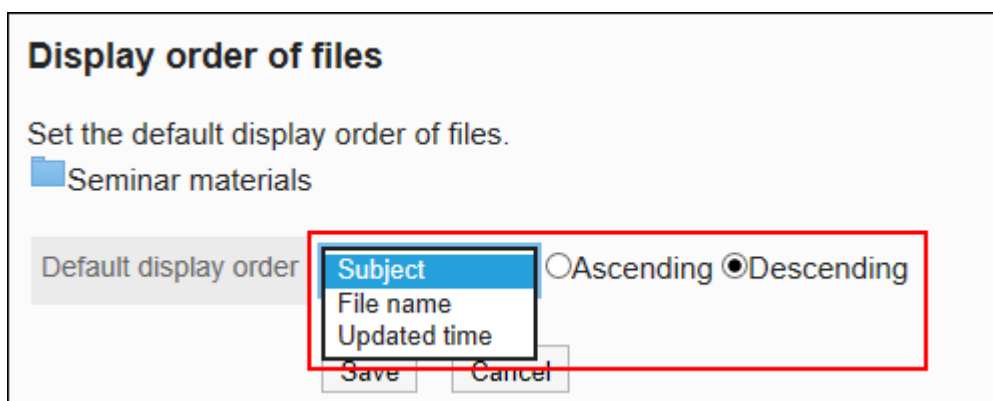 Display order of files
Set the default display order of files.
Seminar materials
Default display order Subject Ascending Descending
File name
Updated time
Save Cancel